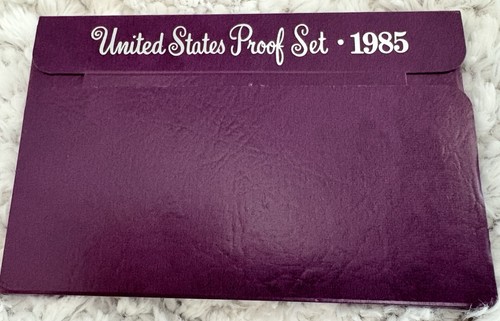 United States Proof Set · 1985